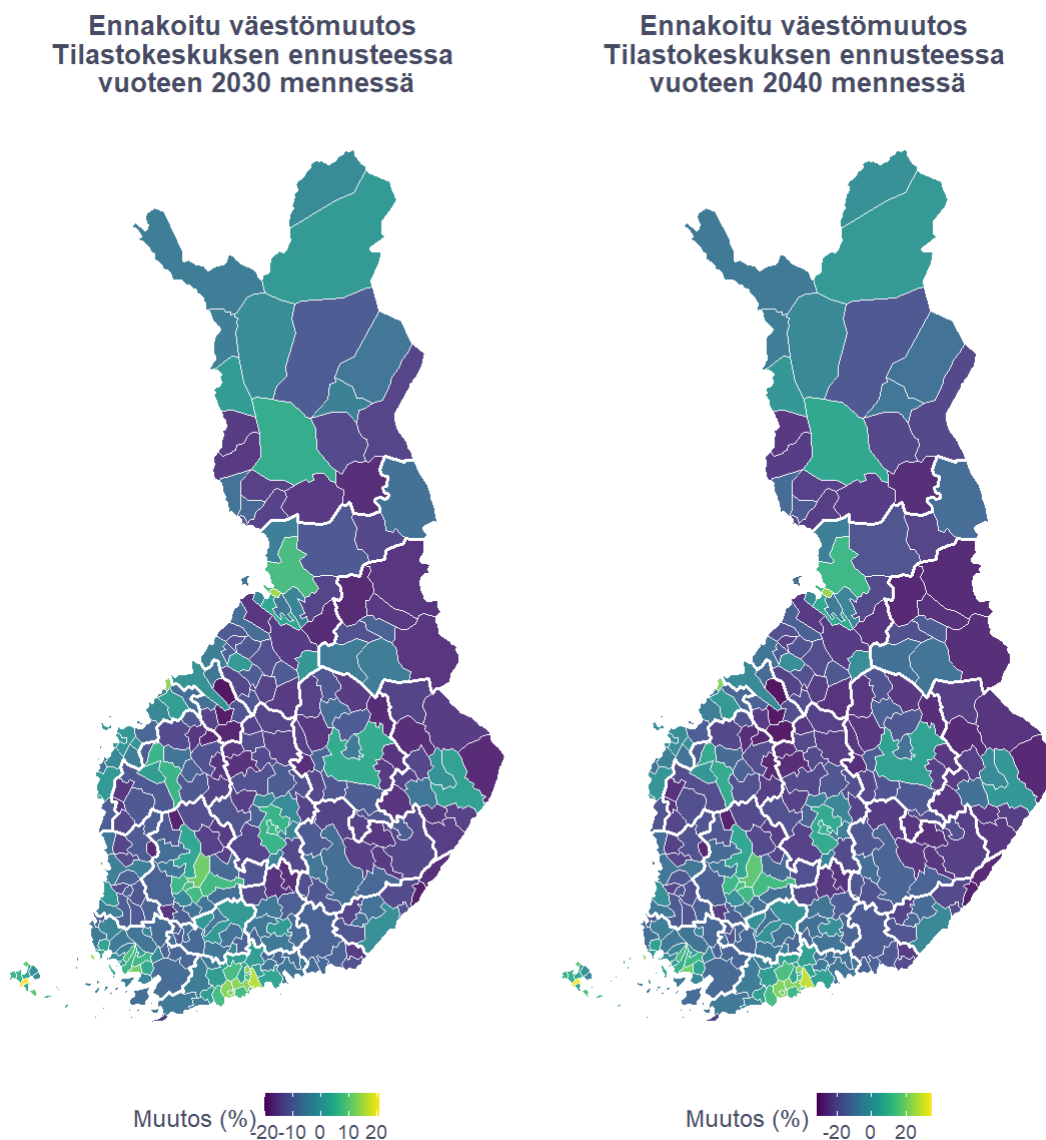 Ennakoitu väestömuutos
Tilastokeskuksen ennusteessa
vuoteen 2030 mennessä
Ennakoitu väestömuutos
Tilastokeskuksen ennusteessa
vuoteen 2040 mennessä
Muutos (%)
-20 -10 0 10 20
Muutos (%)
-20 0 20